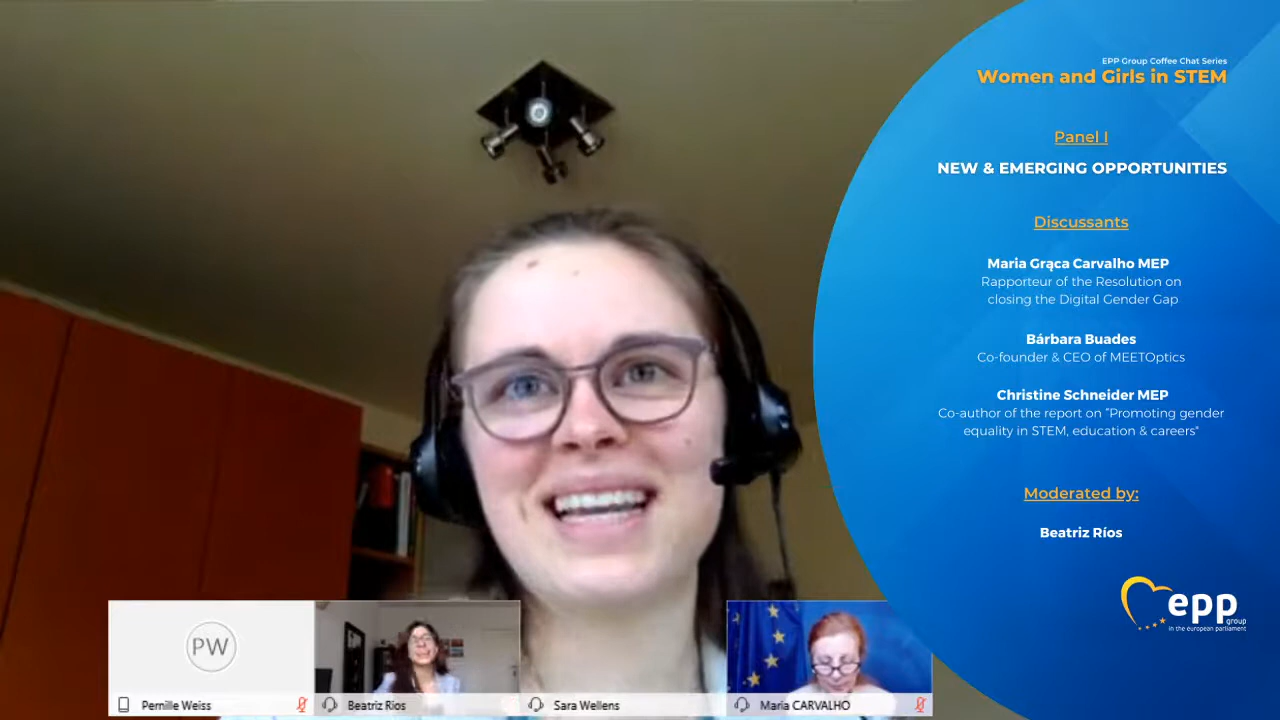 EPP Group Coffee Chat Series
Women and Girls in STEM
Panel I
NEW & EMERGING OPPORTUNITIES
Discussants
Maria Grąca Carvalho MEP
Rapporteur of the Resolution on
closing the Digital Gender Gap
Bárbara Buades
Co-founder & CEO of MEETOptics
Christine Schneider MEP
Co-author of the report on "Promoting gender
equality in STEM, education & careers"
Moderated by:
Beatriz Ríos
epp
group
in the european parliament
PW
Pernille Weiss
Beatriz Rios
Sara Wellens
Maria CARVALHO